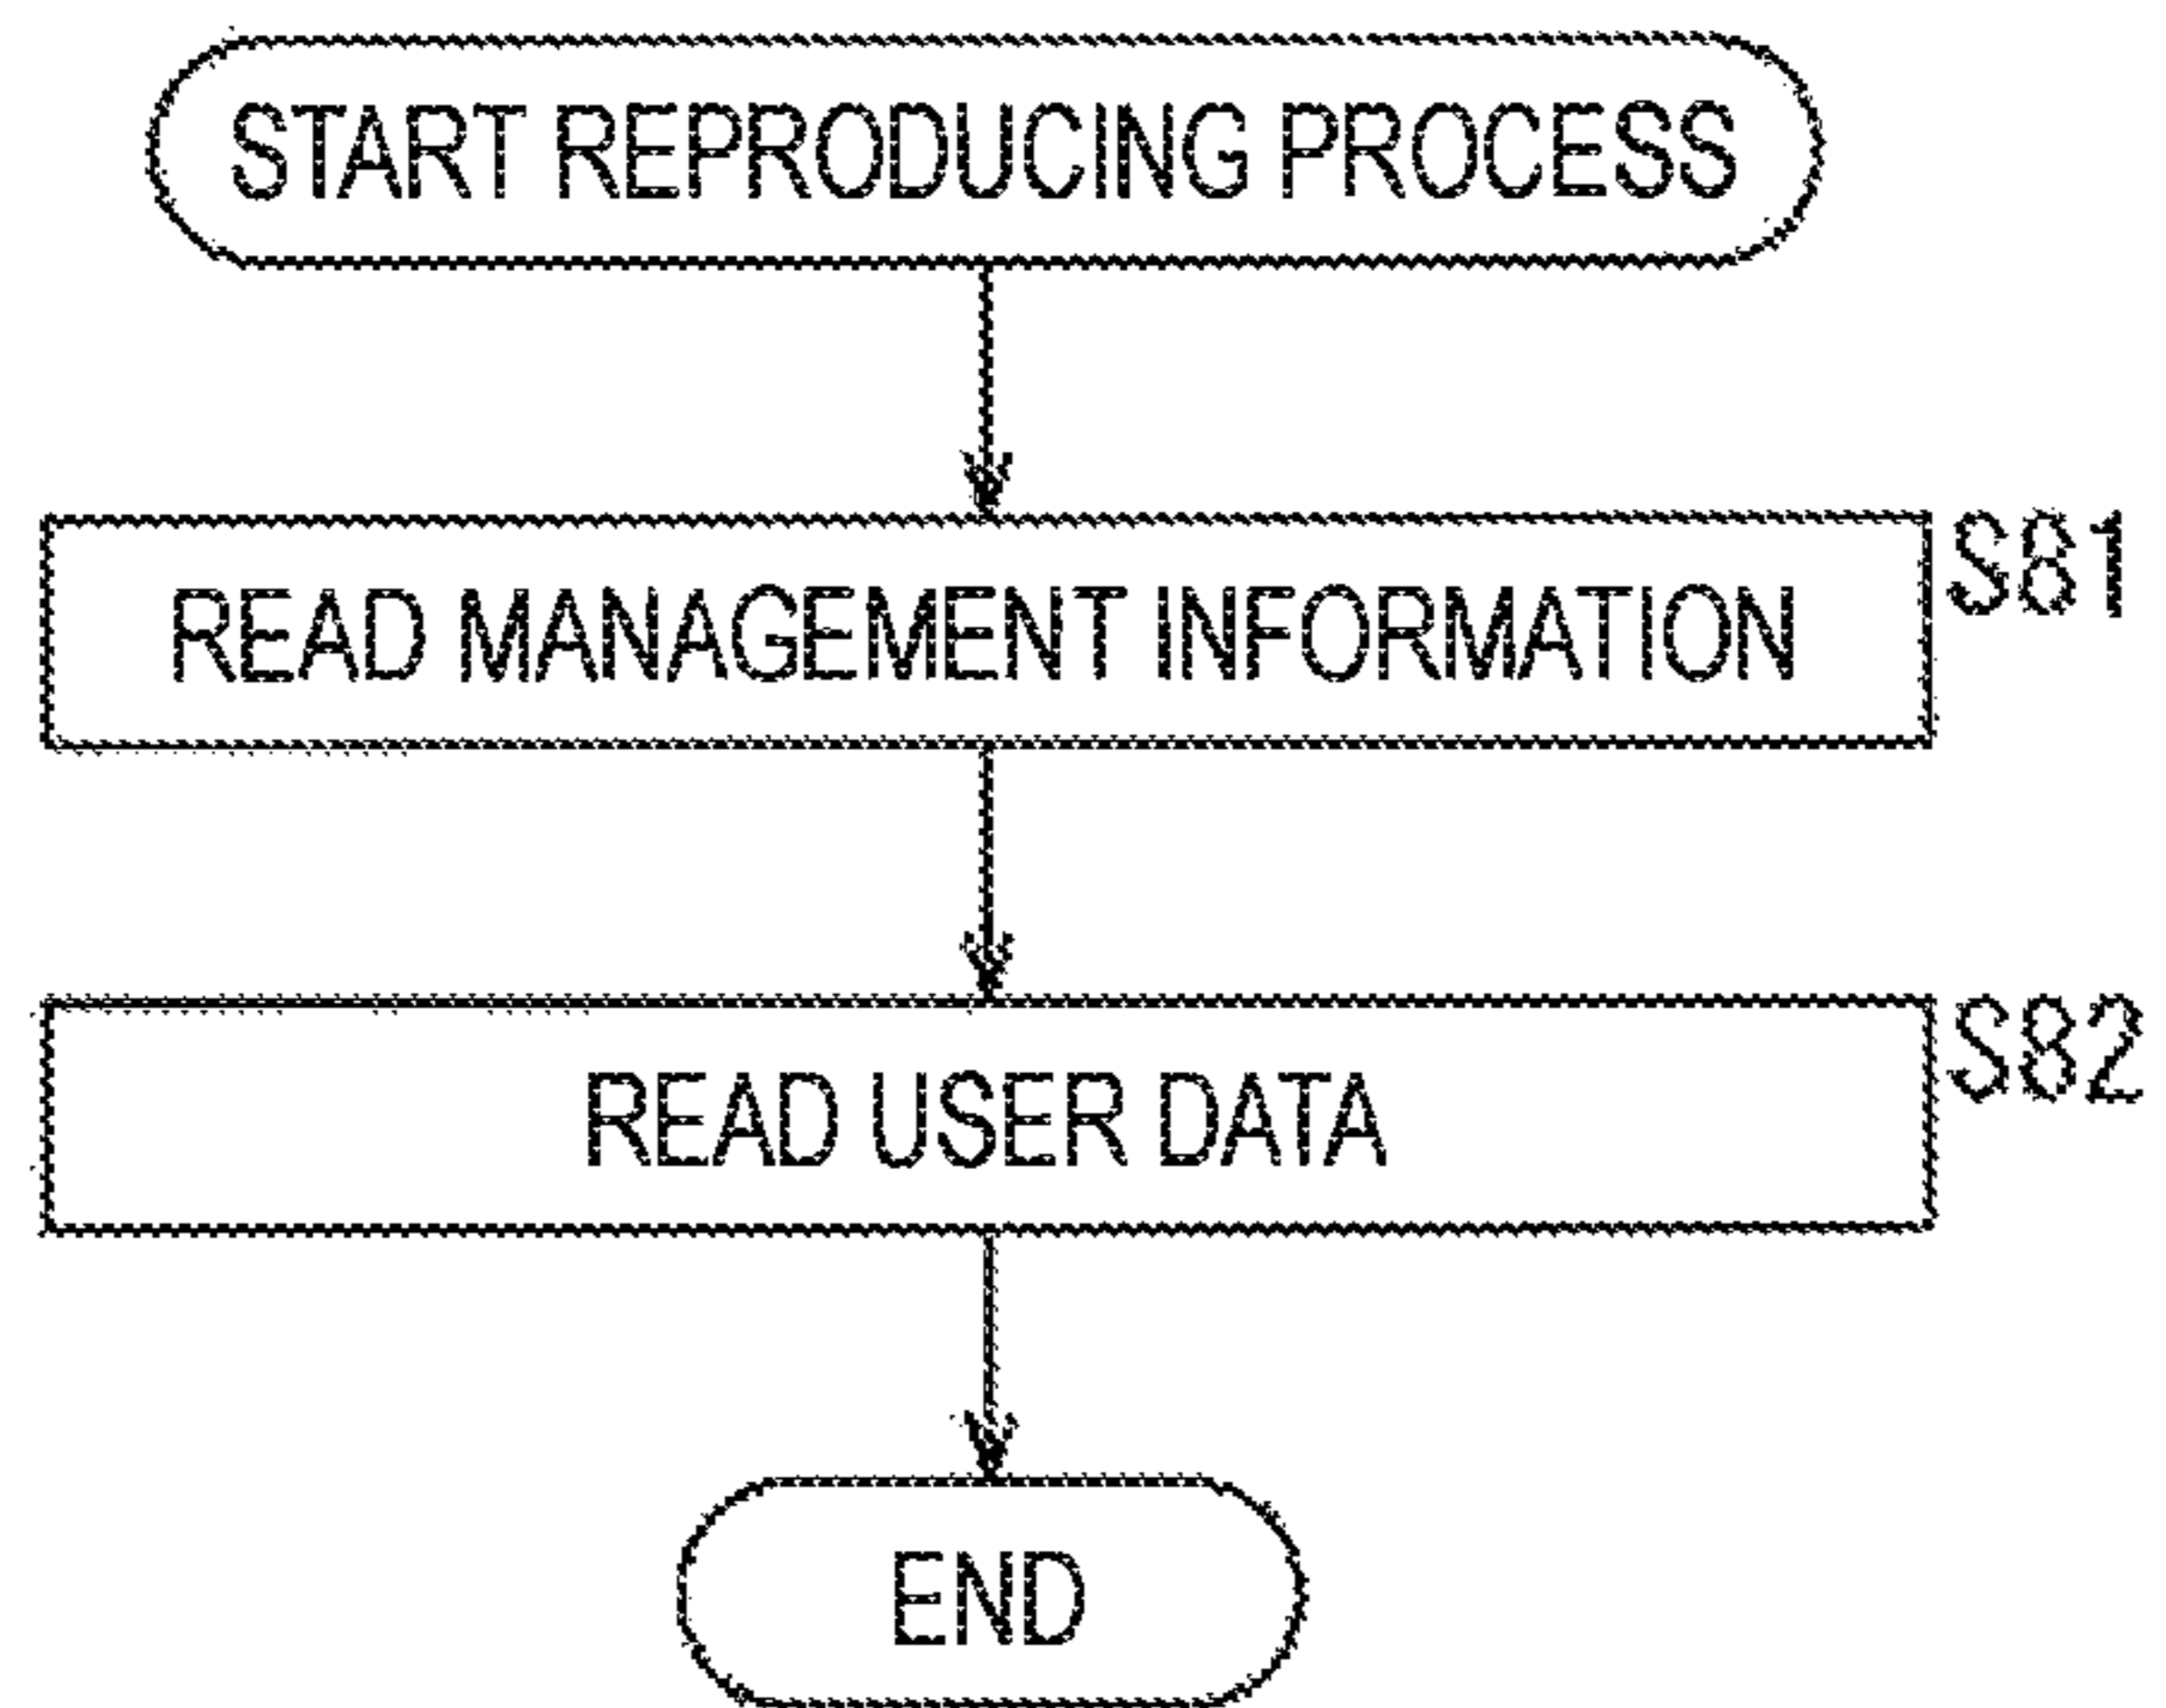 START REPRODUCING PROCESS
S81
READ MANAGEMENT INFORMATION
S82
READ USER DATA
END